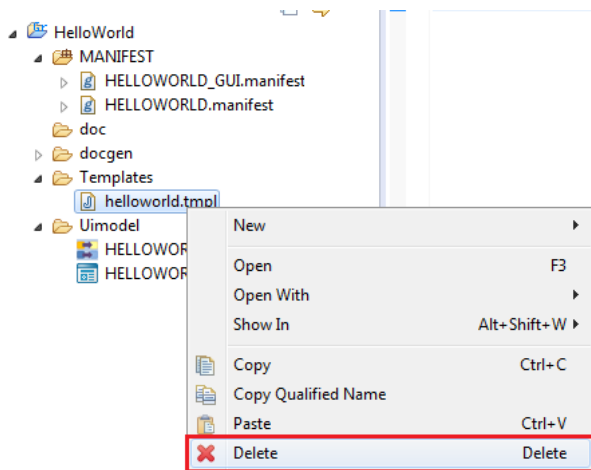 HelloWorld
MANIFEST
HELLOWORLD_GUI.manifest
HELLOWORLD.manifest
doc
docgen
Templates
helloworld.tmpl
Uimodel
HELLOWOR
HELLOWOR
New
Open F3
Open With
Show In Alt+Shift+W
Copy Ctrl+C
Copy Qualified Name
Paste Ctrl+V
Delete Delete